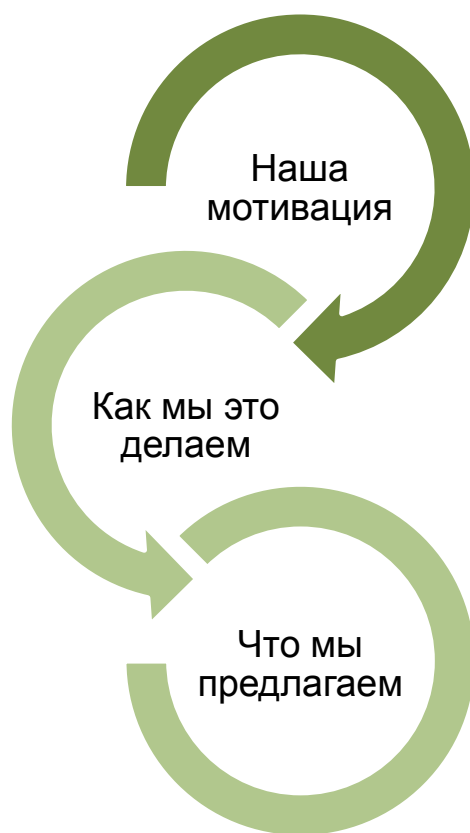 Наша
мотивация
Как мы это
делаем
Что мы
предлагаем